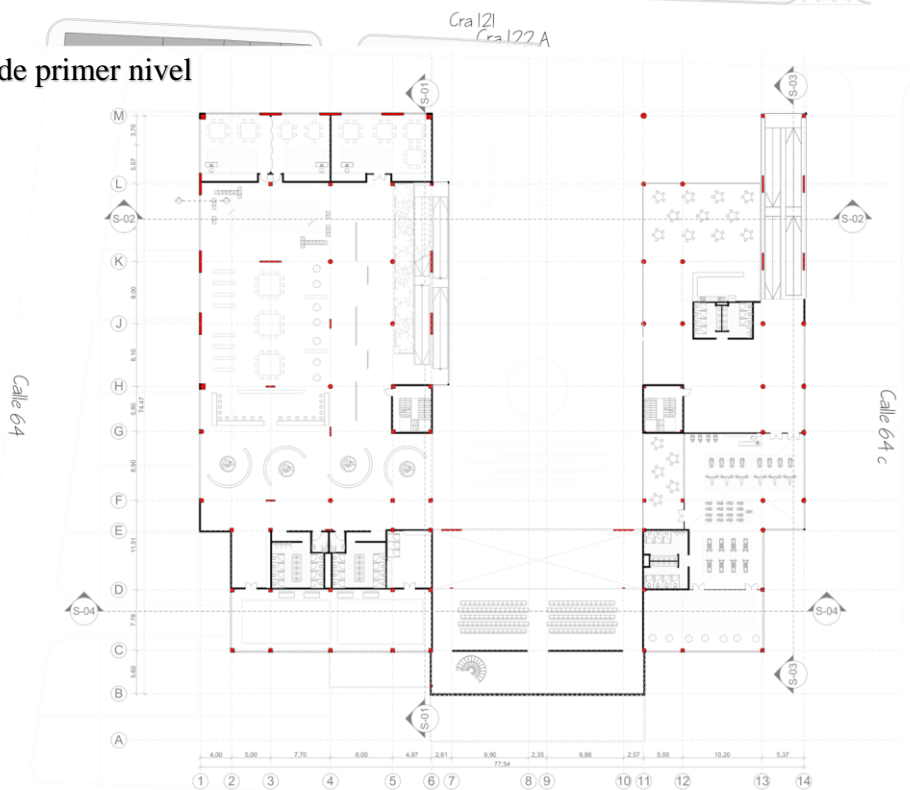 Cra 121
Cra 122 A
de primer nivel
S-01
S-03
M
3,70
5,07
L
S-02
S-02
K
8,00
J
6,10
Calle 64
Calle 64 c
H
74,47
5,80
G
8,90
F
E
11,51
D
S-04
S-04
7,78
C
5,60
S-03
B
S-01
A
4,00 5,00 7,70 8,00 4,97 2,61 9,90 2,35 9,88 2,57 5,00 10,20 5,37
77,54
1 2 3 4 5 6 7 8 9 10 11 12 13 14